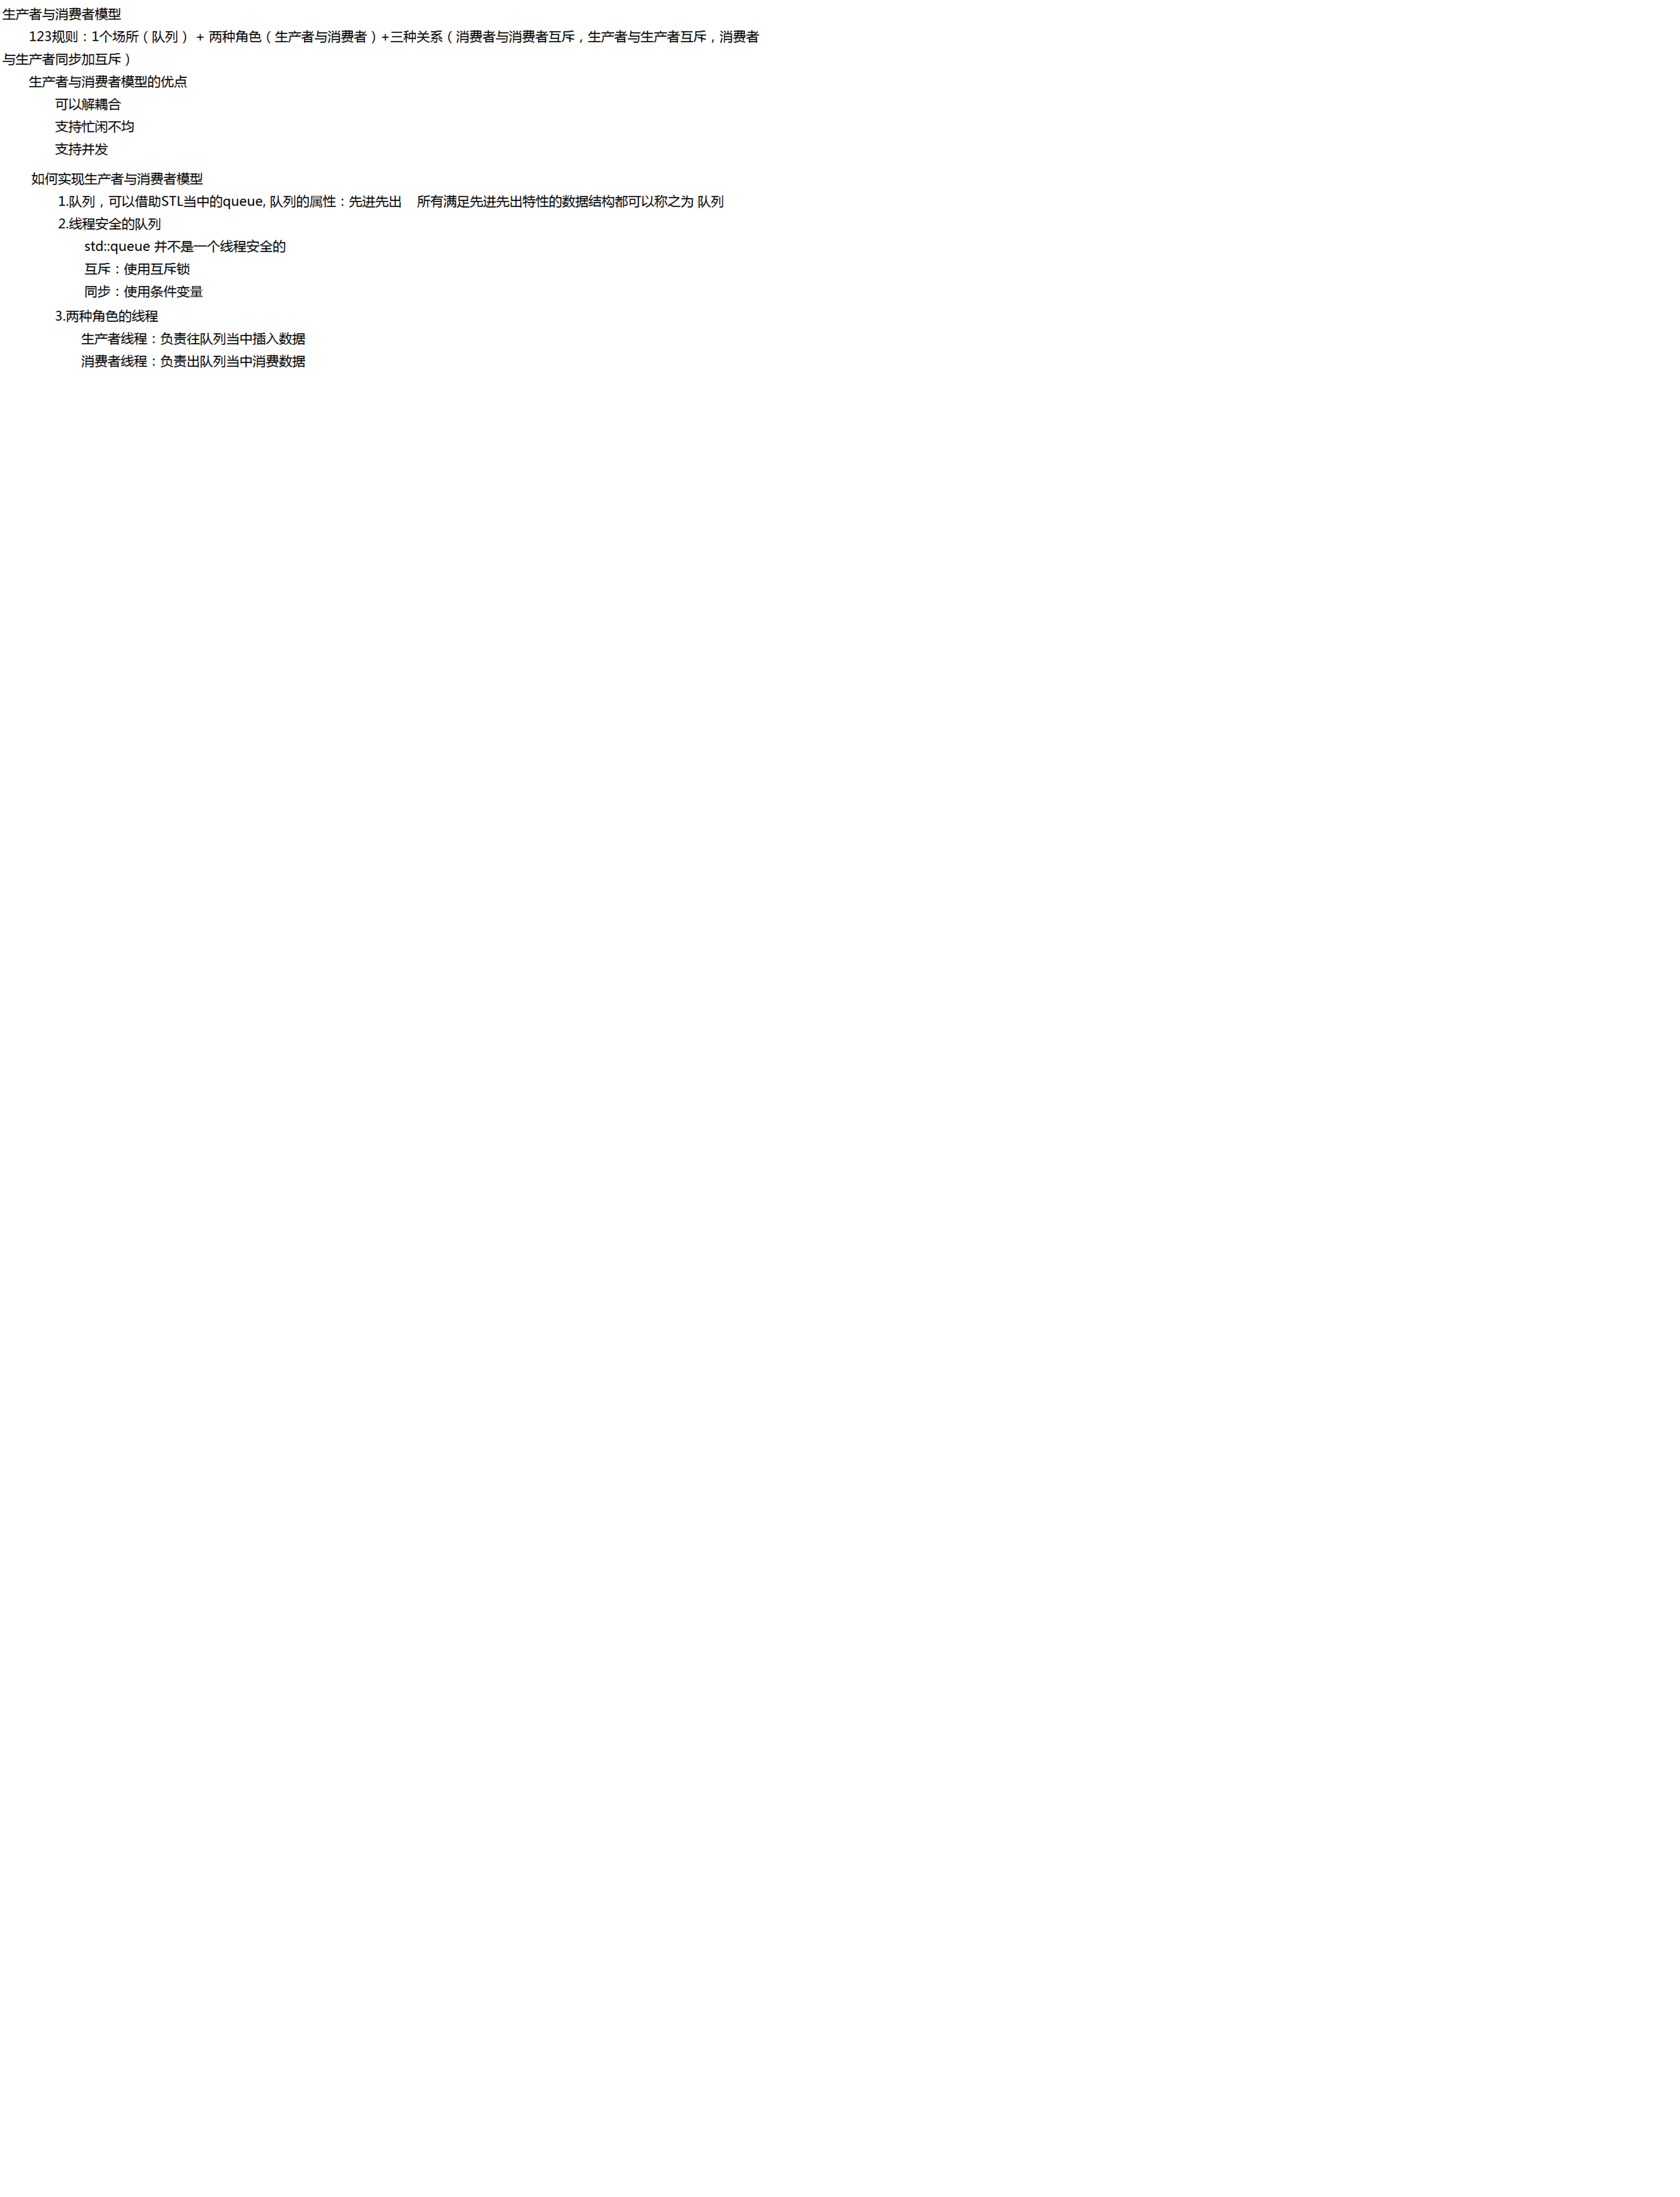 生产者与消费者模型
123规则：1个场所（队列） + 两种角色（生产者与消费者）+三种关系（消费者与消费者互斥，生产者与生产者互斥，消费者
与生产者同步加互斥）
生产者与消费者模型的优点
可以解耦合
支持忙闲不均
支持并发
如何实现生产者与消费者模型
1.队列，可以借助STL当中的queue, 队列的属性：先进先出    所有满足先进先出特性的数据结构都可以称之为 队列
2.线程安全的队列
std::queue 并不是一个线程安全的
互斥：使用互斥锁
同步：使用条件变量
3.两种角色的线程
生产者线程：负责往队列当中插入数据
消费者线程：负责出队列当中消费数据